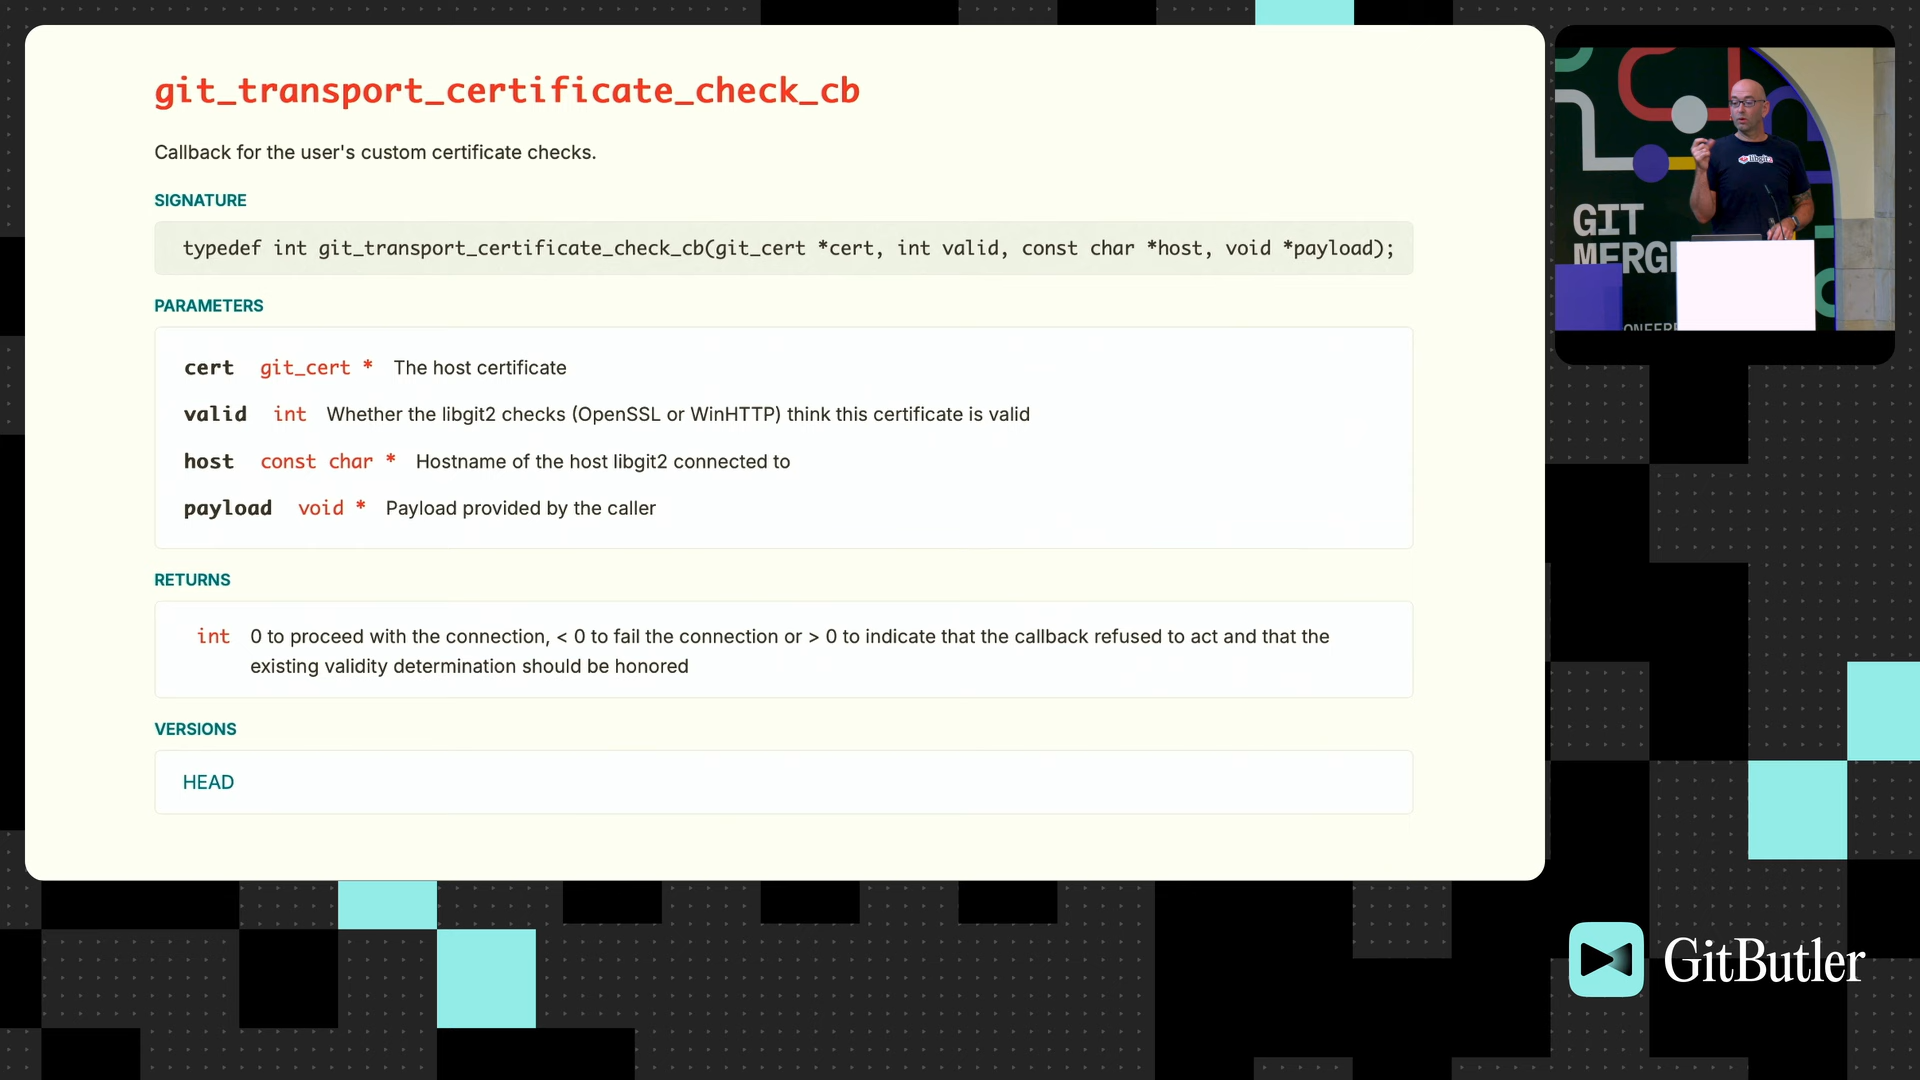 git_transport_certificate_check_cb
Callback for the user's custom certificate checks.
SIGNATURE
typedef int git_transport_certificate_check_cb(git_cert *cert, int valid, const char *host, void *payload);
PARAMETERS
cert git_cert * The host certificate
valid int Whether the libgit2 checks (OpenSSL or WinHTTP) think this certificate is valid
host const char * Hostname of the host libgit2 connected to
payload void * Payload provided by the caller
RETURNS
int 0 to proceed with the connection, < 0 to fail the connection or > 0 to indicate that the callback refused to act and that the
existing validity determination should be honored
VERSIONS
HEAD
libgit2
GIT
MERG
ONFER
GitButler